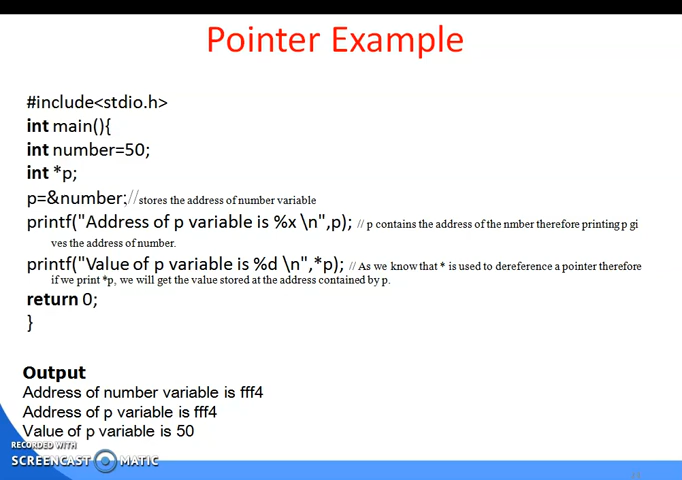 Pointer Example
#include<stdio.h>
int main(){
int number=50;
int *p;
p=&number;//stores the address of number variable
printf("Address of p variable is %x \n",p); // p contains the address of the nmber therefore printing p gi
ves the address of number.
printf("Value of p variable is %d \n",*p); // As we know that * is used to dereference a pointer therefore
if we print *p, we will get the value stored at the address contained by p.
return 0;
}
Output
Address of number variable is fff4
Address of p variable is fff4
Value of p variable is 50
RECORDED WITH
SCREENCAST MATIC